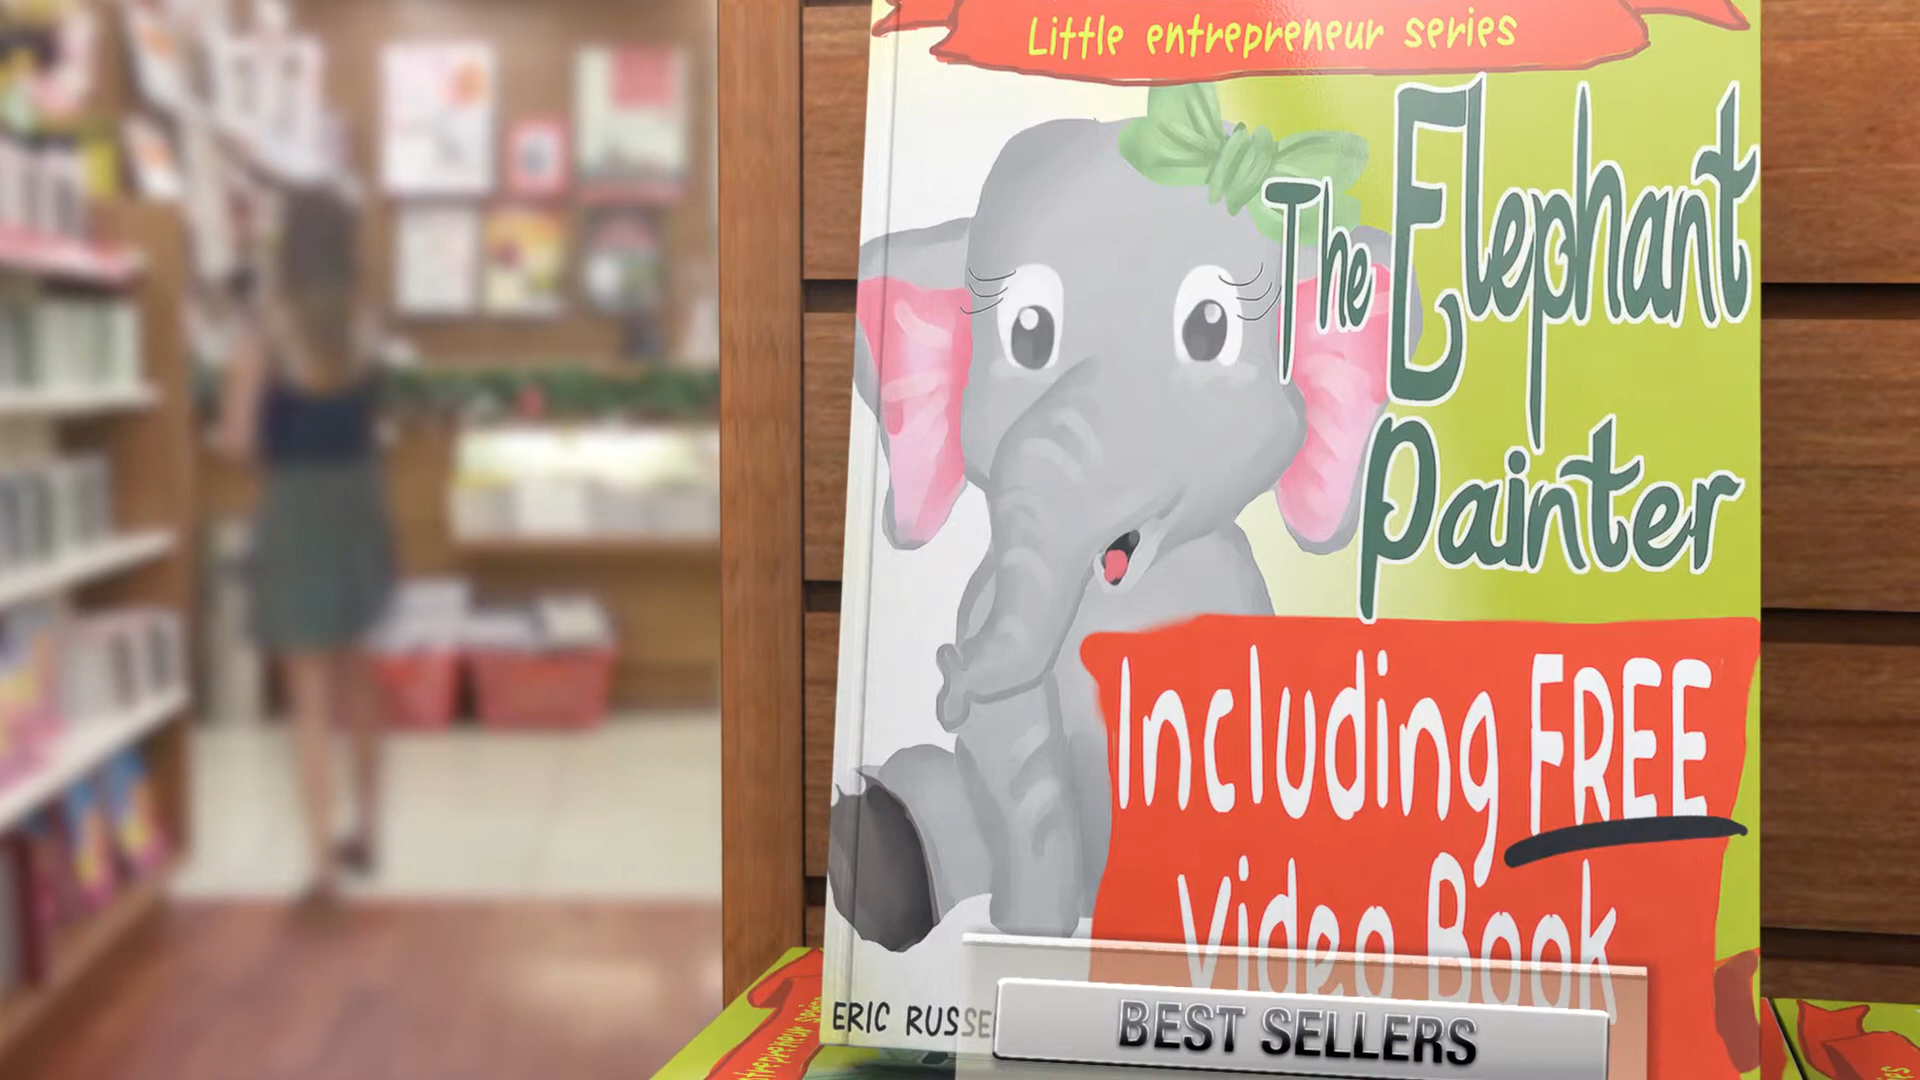 Little entrepreneur series
The Elephant
Painter
Including FREE
Video Book
ERIC RUSSE
BEST SELLERS